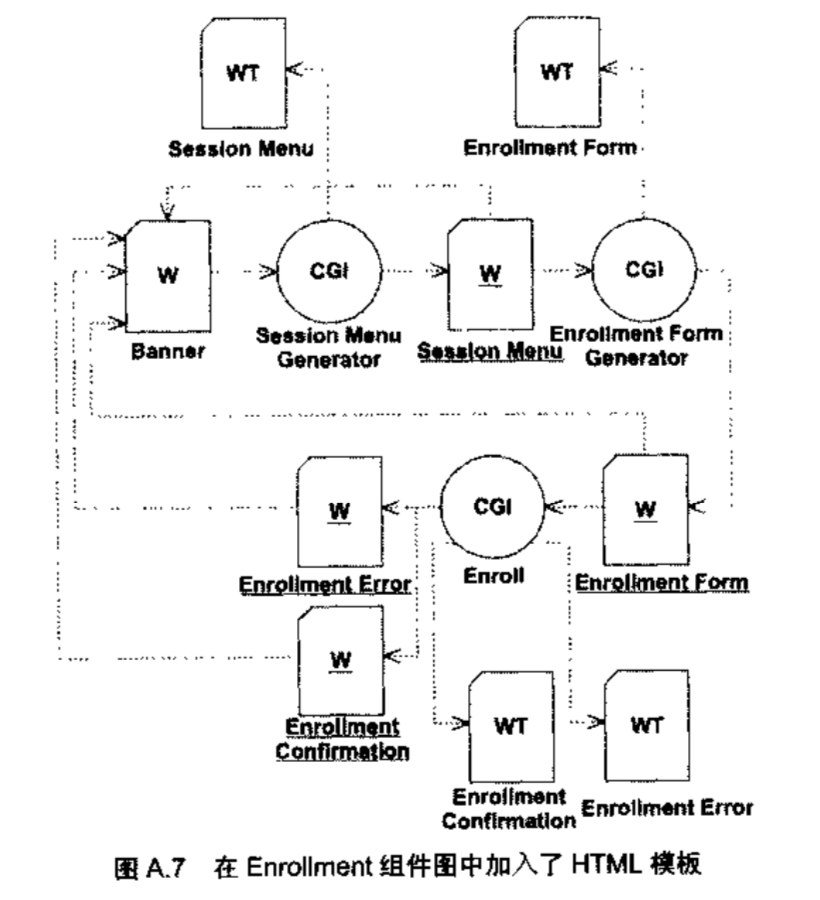 WT
WT
Session Menu
Enrollment Form
W
CGI
W
CGI
Banner
Session Menu
Generator
Session Menu
Enrollment Form
Generator
W
CGI
W
Enrollment Error
Enroll
Enrollment Form
W
Enrollment
Confirmation
WT
WT
Enrollment
Confirmation
Enrollment Error
图 A.7 在 Enrollment 组件图中加入了 HTML 模板